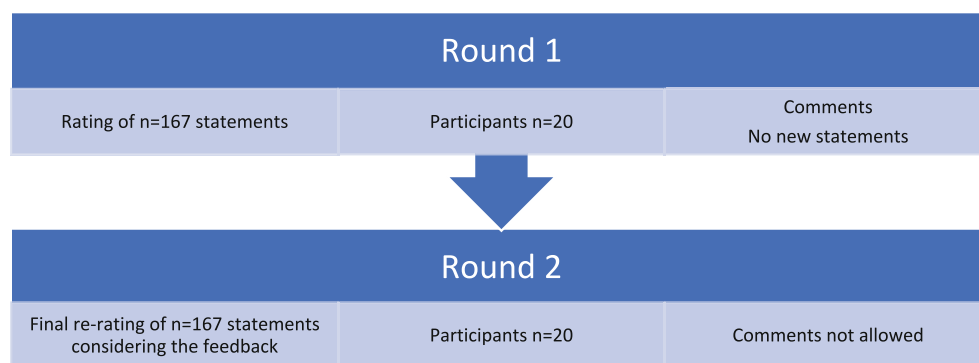 Round 1
Rating of n=167 statements
Participants n=20
Comments
No new statements
Round 2
Final re-rating of n=167 statements
considering the feedback
Participants n=20
Comments not allowed